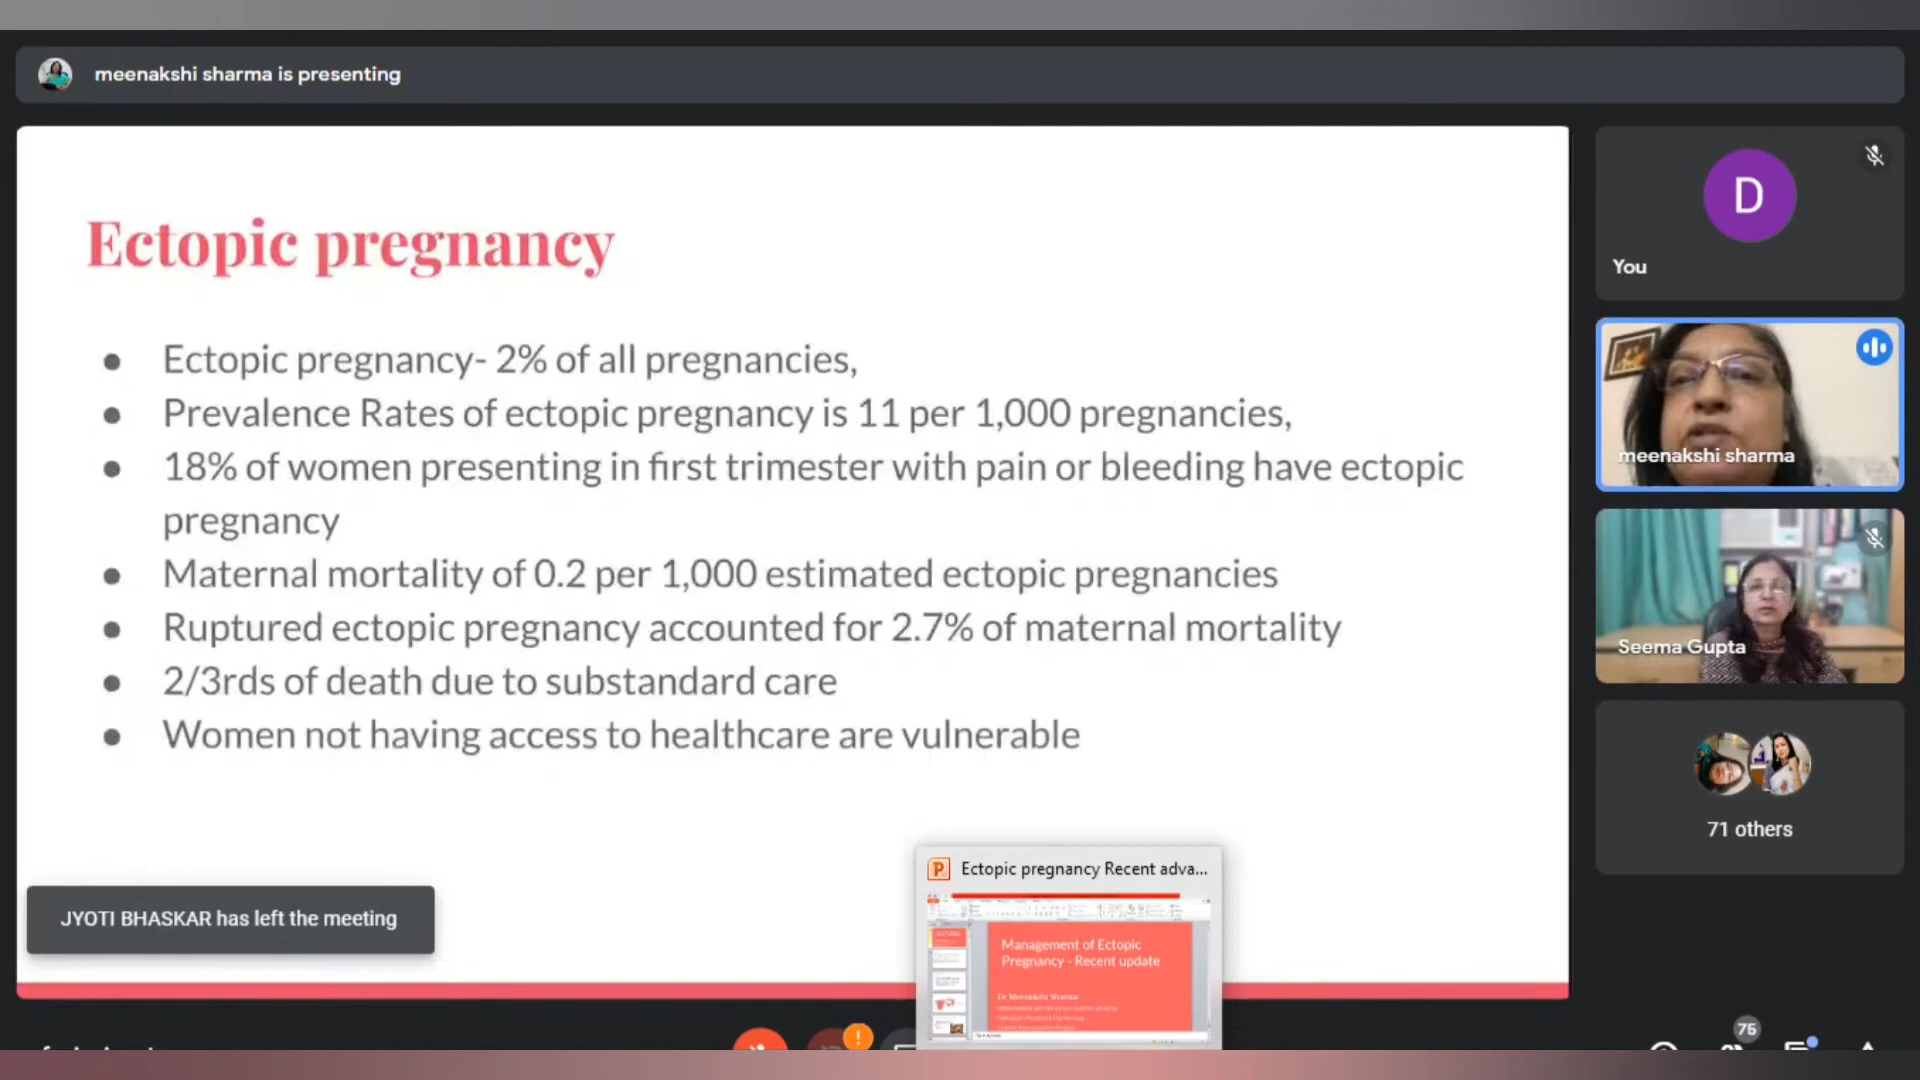 meenakshi sharma is presenting
Ectopic pregnancy
● Ectopic pregnancy- 2% of all pregnancies,
● Prevalence Rates of ectopic pregnancy is 11 per 1,000 pregnancies,
● 18% of women presenting in first trimester with pain or bleeding have ectopic
pregnancy
● Maternal mortality of 0.2 per 1,000 estimated ectopic pregnancies
● Ruptured ectopic pregnancy accounted for 2.7% of maternal mortality
● 2/3rds of death due to substandard care
● Women not having access to healthcare are vulnerable
JYOTI BHASKAR has left the meeting
Ectopic pregnancy Recent adva...
Management of Ectopic
Pregnancy - Recent update
Dr Meenakshi Sharma
D
You
meenakshi sharma
Seema Gupta
71 others
75